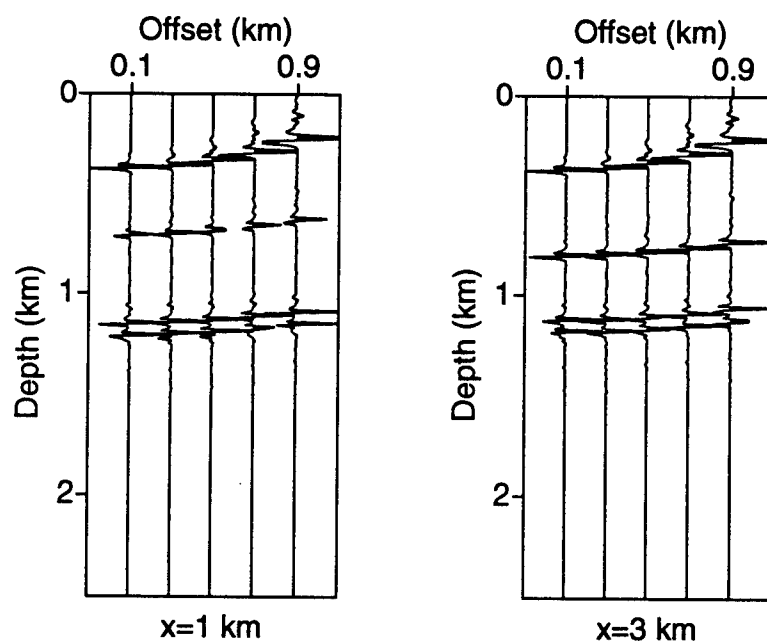 Offset (km)
0.1 0.9
0
1
2
Depth (km)
x=1 km
Offset (km)
0.1 0.9
0
1
2
Depth (km)
x=3 km